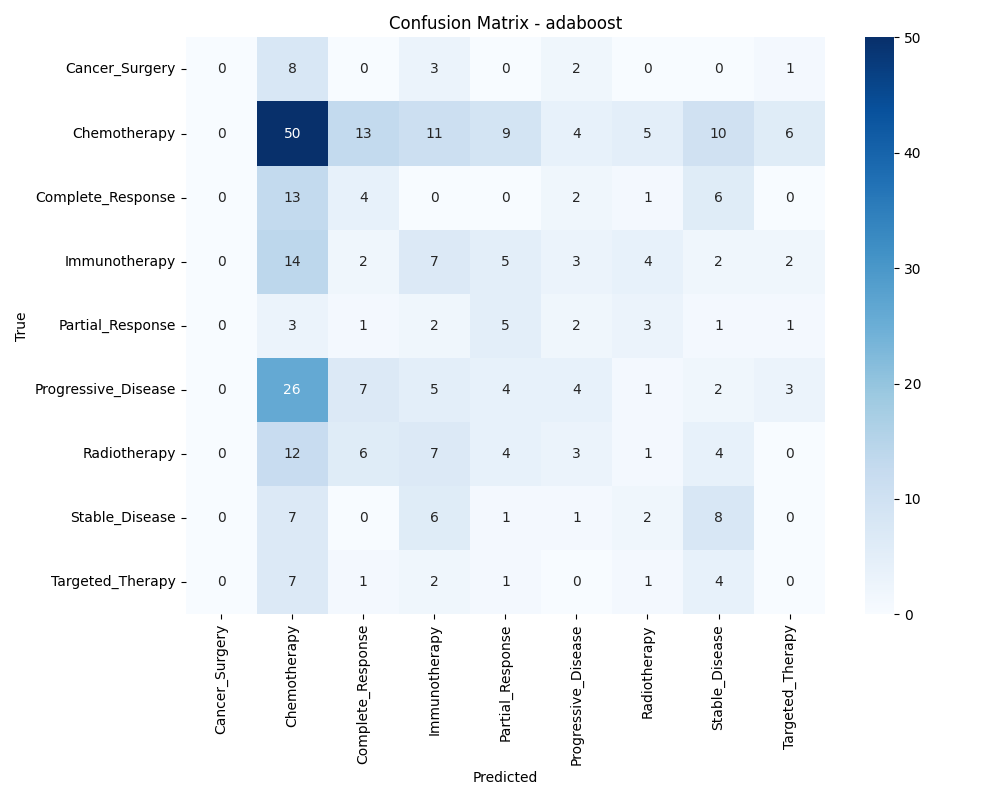 Confusion Matrix - adaboost
True
Cancer_Surgery 0 8 0 3 0 2 0 0 1
Chemotherapy 0 50 13 11 9 4 5 10 6
Complete_Response 0 13 4 0 0 2 1 6 0
Immunotherapy 0 14 2 7 5 3 4 2 2
Partial_Response 0 3 1 2 5 2 3 1 1
Progressive_Disease 0 26 7 5 4 4 1 2 3
Radiotherapy 0 12 6 7 4 3 1 4 0
Stable_Disease 0 7 0 6 1 1 2 8 0
Targeted_Therapy 0 7 1 2 1 0 1 4 0
Cancer_Surgery
Chemotherapy
Complete_Response
Immunotherapy
Partial_Response
Progressive_Disease
Radiotherapy
Stable_Disease
Targeted_Therapy
Predicted
50
40
30
20
10
0